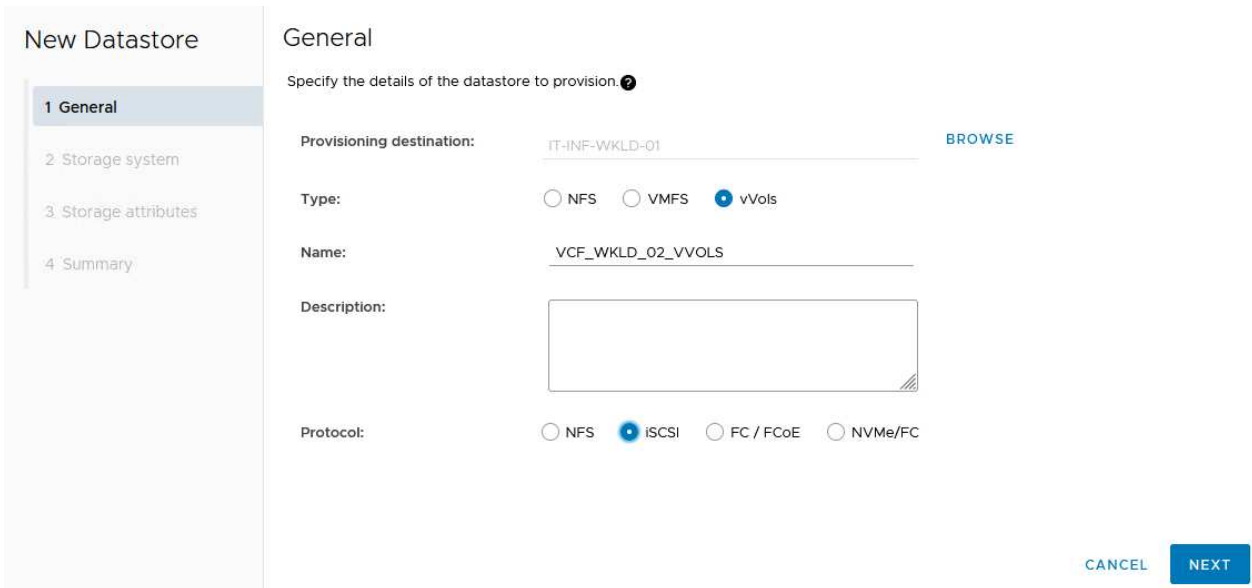 New Datastore
1 General
2 Storage system
3 Storage attributes
4 Summary
General
Specify the details of the datastore to provision.?
Provisioning destination: IT-INF-WKLD-01 BROWSE
Type: NFS VMFS vVols
Name: VCF_WKLD_02_VVOLS
Description:
Protocol: NFS iSCSI FC / FCoE NVMe/FC
CANCEL NEXT